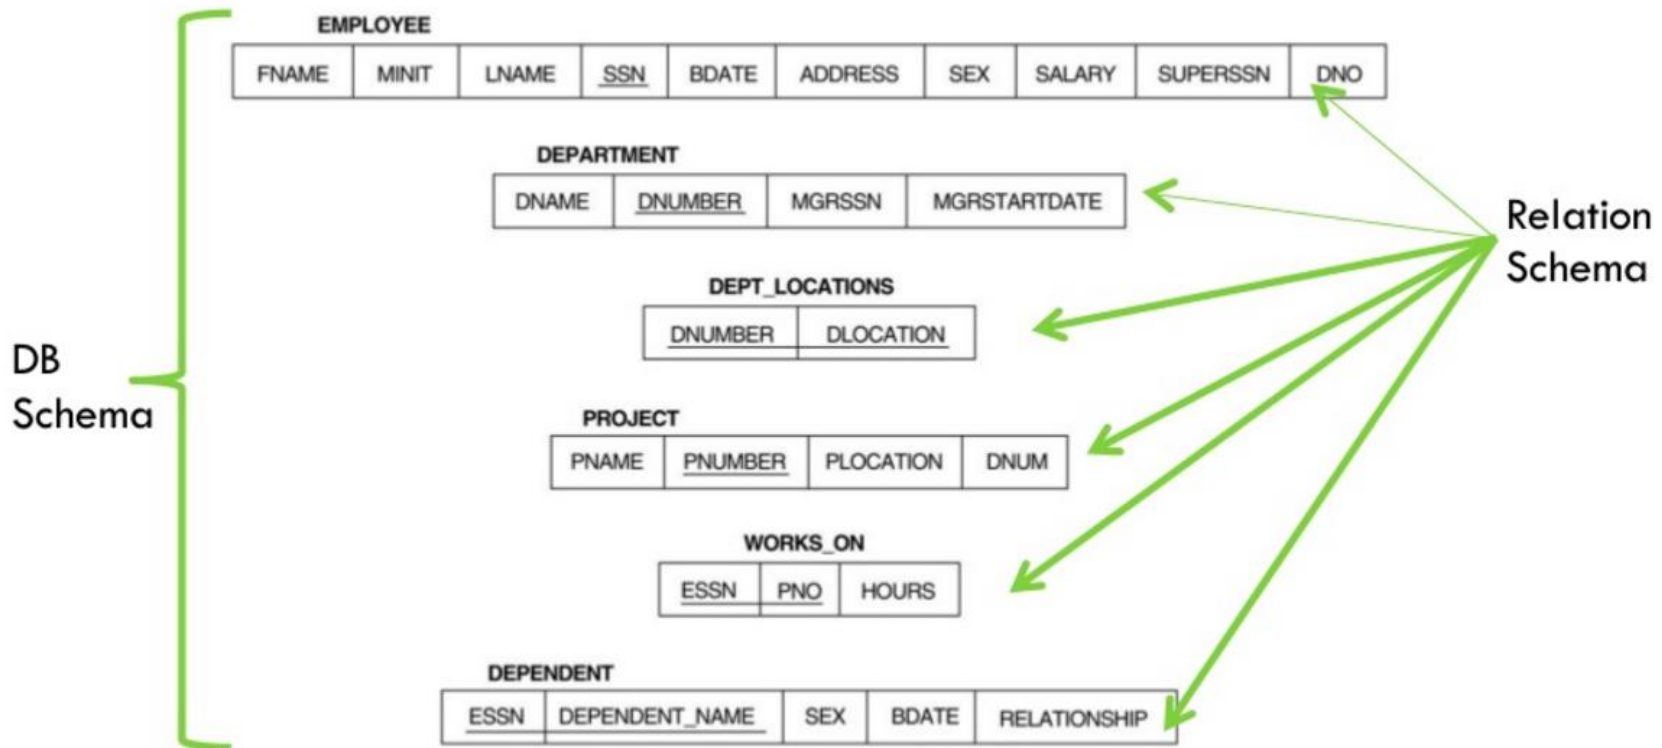 EMPLOYEE
FNAME MINIT LNAME SSN BDATE ADDRESS SEX SALARY SUPERSSN DNO
DEPARTMENT
DNAME DNUMBER MGRSSN MGRSTARTDATE
DEPT_LOCATIONS
DNUMBER DLOCATION
PROJECT
PNAME PNUMBER PLOCATION DNUM
WORKS_ON
ESSN PNO HOURS
DEPENDENT
ESSN DEPENDENT_NAME SEX BDATE RELATIONSHIP
DB
Schema
Relation
Schema